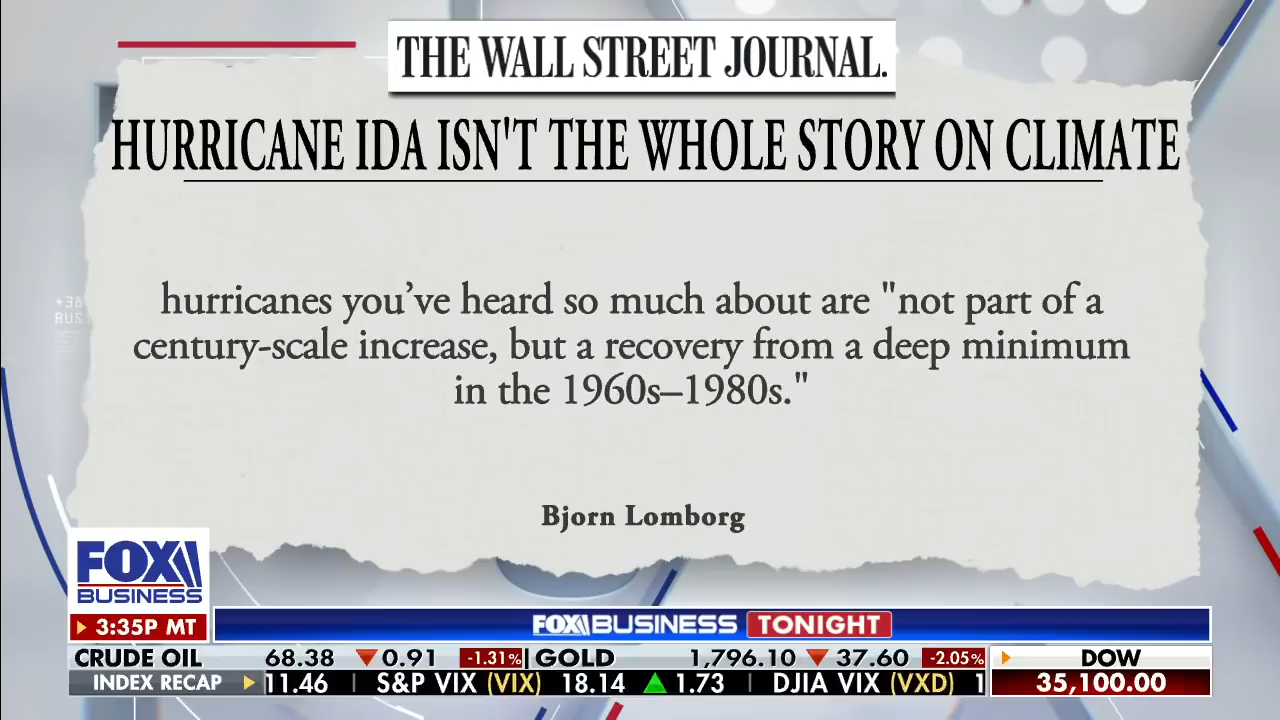 THE WALL STREET JOURNAL.
HURRICANE IDA ISN'T THE WHOLE STORY ON CLIMATE
hurricanes you’ve heard so much about are "not part of a
century-scale increase, but a recovery from a deep minimum
in the 1960s–1980s."
Bjorn Lomborg
FOX BUSINESS
3:35P MT
FOX BUSINESS TONIGHT
CRUDE OIL 68.38 ▼0.91 -1.31% GOLD 1,796.10 ▼37.60 -2.05%
DOW
INDEX RECAP 11.46 | S&P VIX (VIX) 18.14 ▲1.73 | DJIA VIX (VXD) 1
35,100.00